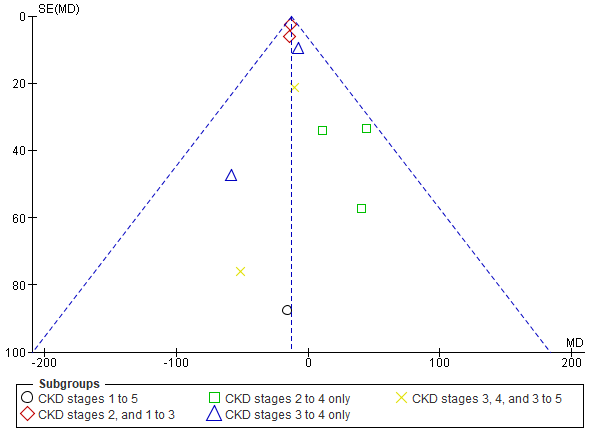 SE(MD)
0
20
40
60
80
100
MD
-200 -100 0 100 200
Subgroups
CKD stages 1 to 5 CKD stages 2 to 4 only CKD stages 3, 4, and 3 to 5
CKD stages 2, and 1 to 3 CKD stages 3 to 4 only